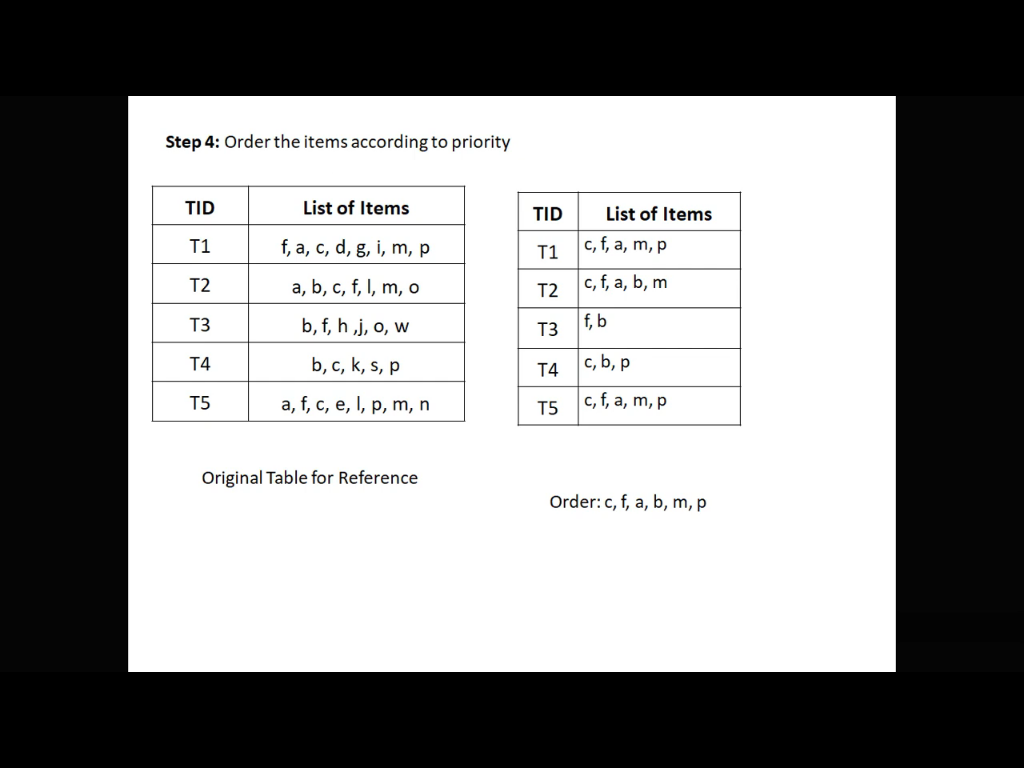 Step 4: Order the items according to priority
TID List of Items
T1 f, a, c, d, g, i, m, p
T2 a, b, c, f, l, m, o
T3 b, f, h ,j, o, w
T4 b, c, k, s, p
T5 a, f, c, e, l, p, m, n
Original Table for Reference
TID List of Items
T1 c, f, a, m, p
T2 c, f, a, b, m
T3 f, b
T4 c, b, p
T5 c, f, a, m, p
Order: c, f, a, b, m, p